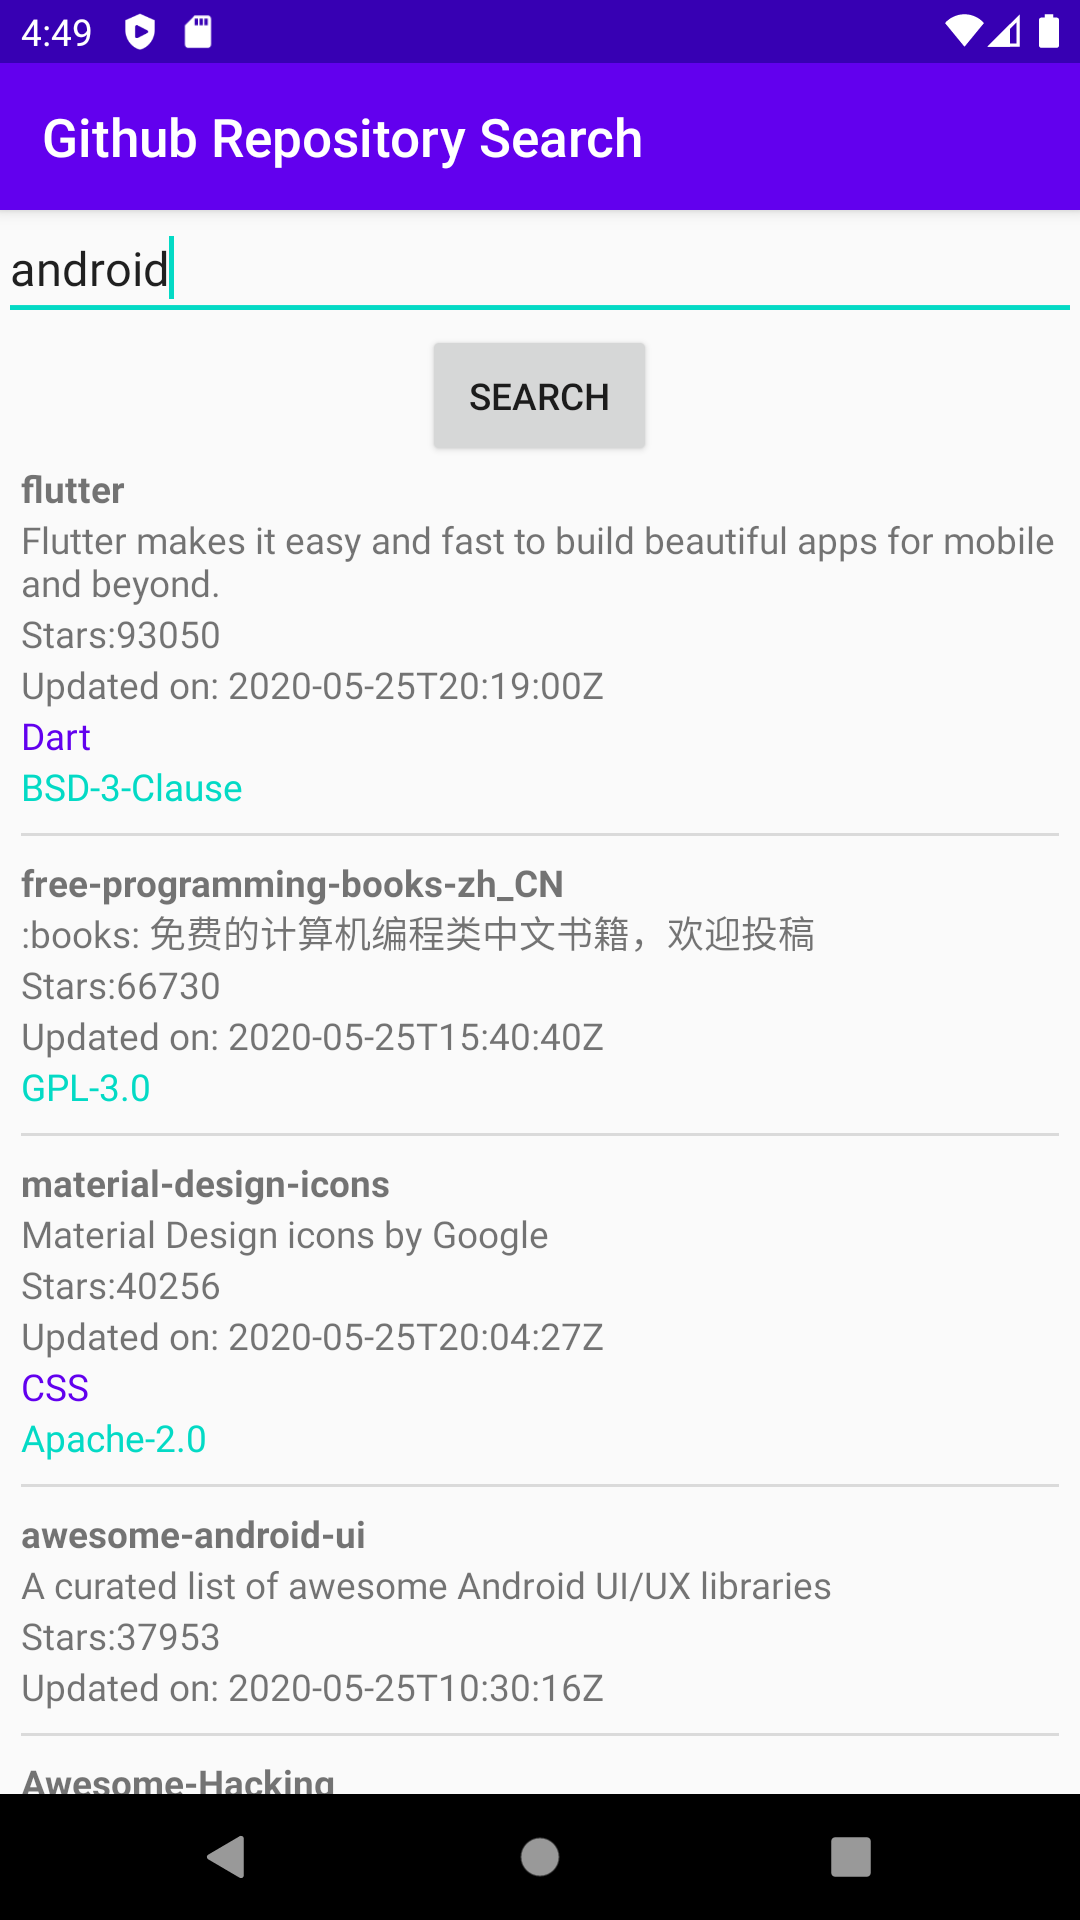 4:49
Github Repository Search
android
SEARCH
flutter
Flutter makes it easy and fast to build beautiful apps for mobile
and beyond.
Stars:93050
Updated on: 2020-05-25T20:19:00Z
Dart
BSD-3-Clause
free-programming-books-zh_CN
:books: 免费的计算机编程类中文书籍，欢迎投稿
Stars:66730
Updated on: 2020-05-25T15:40:40Z
GPL-3.0
material-design-icons
Material Design icons by Google
Stars:40256
Updated on: 2020-05-25T20:04:27Z
CSS
Apache-2.0
awesome-android-ui
A curated list of awesome Android UI/UX libraries
Stars:37953
Updated on: 2020-05-25T10:30:16Z
Awesome-Hacking